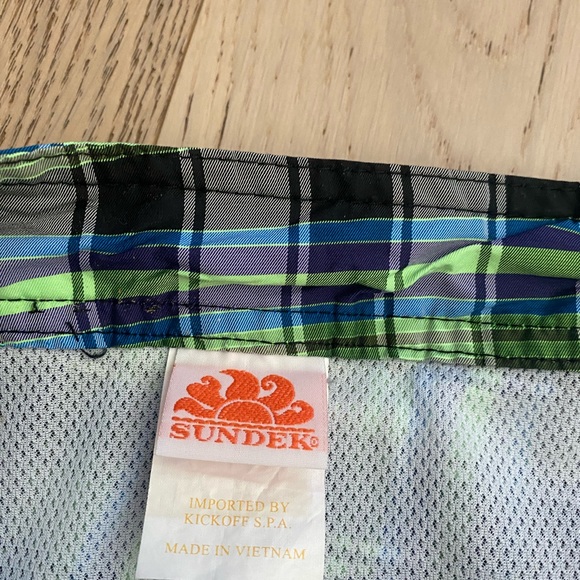 SUNDEK®
IMPORTED BY
KICKOFF S.P.A.
MADE IN VIETNAM